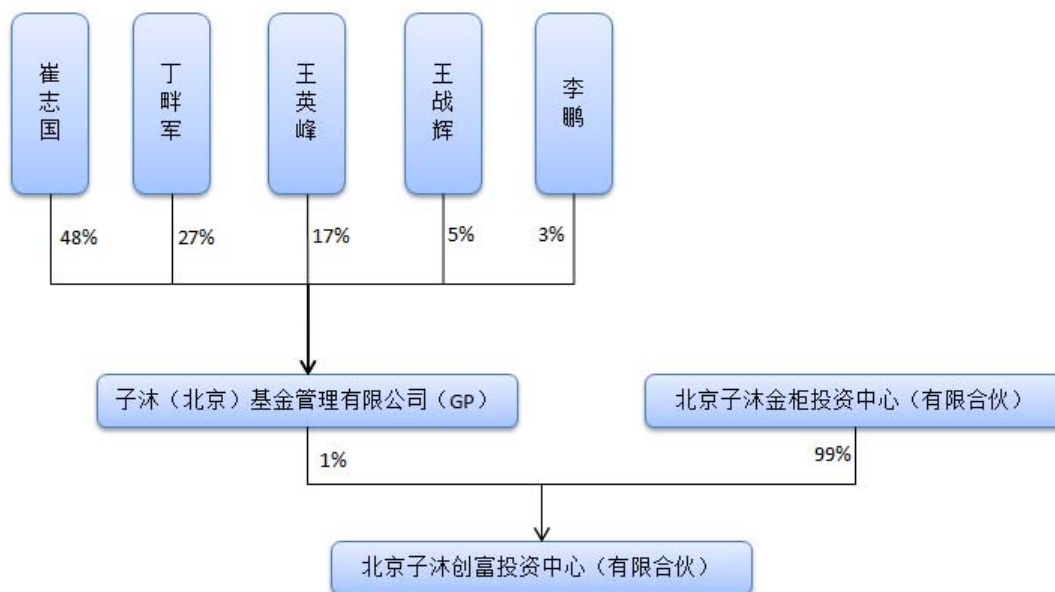 崔志国
丁畔军
王英峰
王战辉
李鹏
48%
27%
17%
5%
3%
子沐（北京）基金管理有限公司（GP）
北京子沐金柜投资中心（有限合伙）
1%
99%
北京子沐创富投资中心（有限合伙）